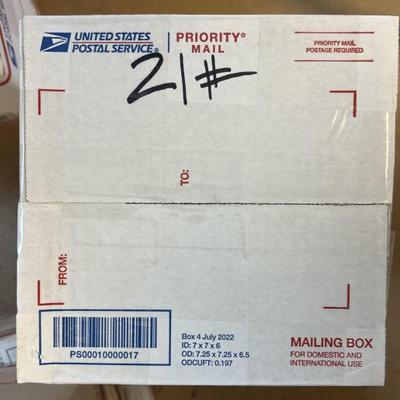 UNITED STATES
POSTAL SERVICE®
PRIORITY®
MAIL
PRIORITY MAIL
POSTAGE REQUIRED
21#
TO:
FROM:
PS00010000017
Box 4 July 2022
ID: 7 x 7 x 6
OD: 7.25 x 7.25 x 6.5
ODCUFT: 0.197
MAILING BOX
FOR DOMESTIC AND
INTERNATIONAL USE